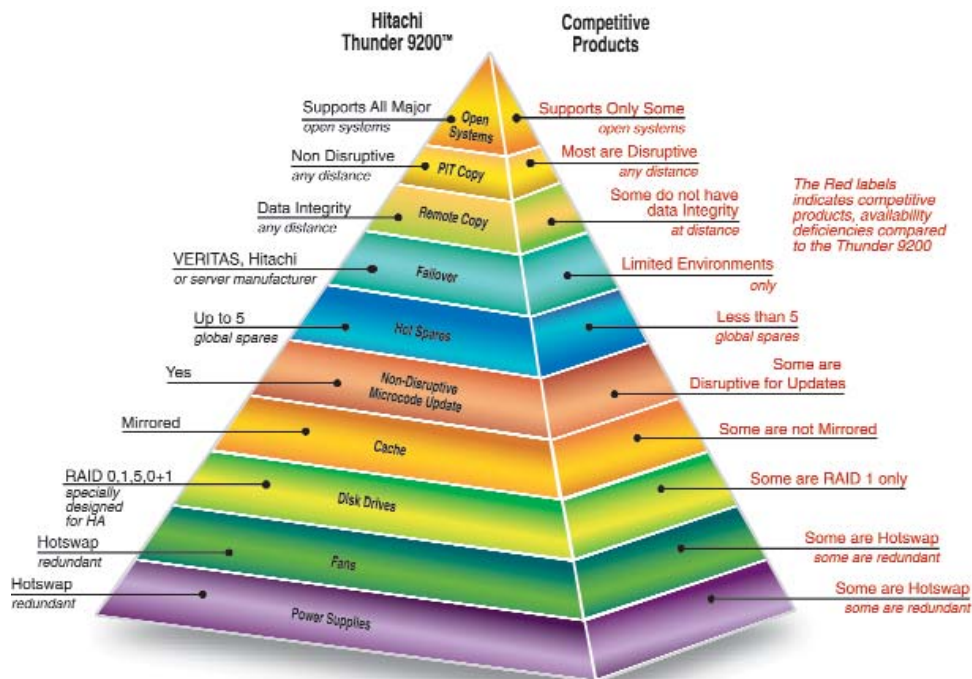 Hitachi
Thunder 9200™
Competitive
Products
Supports All Major
open systems
Open
Systems
Supports Only Some
open systems
Non Disruptive
any distance
PIT Copy
Most are Disruptive
any distance
Data Integrity
any distance
Remote Copy
Some do not have
data Integrity
at distance
The Red labels
indicates competitive
products, availability
deficiencies compared
to the Thunder 9200
VERITAS, Hitachi
or server manufacturer
Failover
Limited Environments
only
Up to 5
global spares
Hot Spares
Less than 5
global spares
Yes
Non-Disruptive
Microcode Update
Some are
Disruptive for Updates
Mirrored
Cache
Some are not Mirrored
RAID 0,1,5,0+1
specially
designed
for HA
Disk Drives
Some are RAID 1 only
Hotswap
redundant
Fans
Some are Hotswap
some are redundant
Hotswap
redundant
Power Supplies
Some are Hotswap
some are redundant